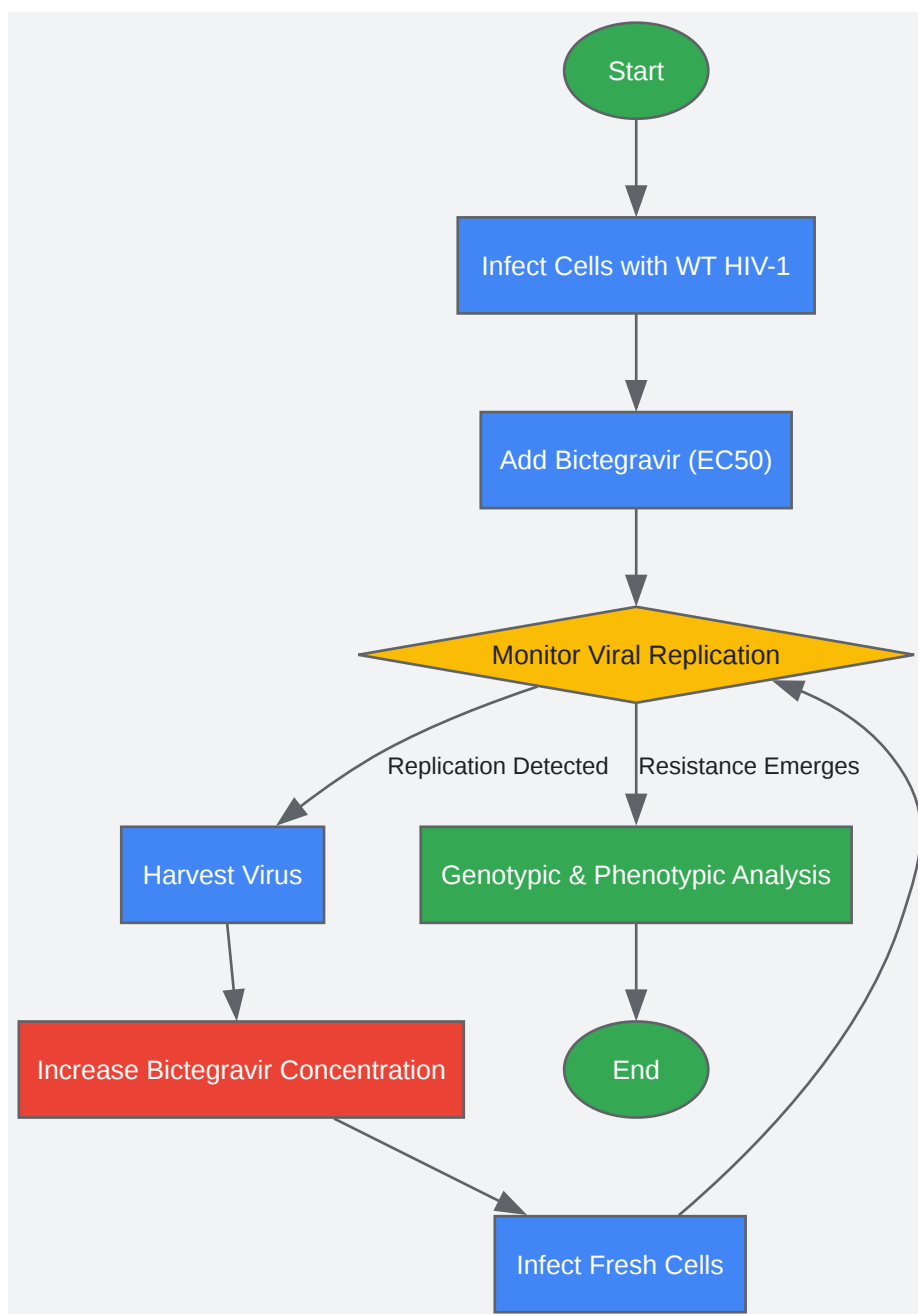 Start
Infect Cells with WT HIV-1
Add Bictegravir (EC50)
Monitor Viral Replication
Replication Detected
Resistance Emerges
Harvest Virus
Genotypic & Phenotypic Analysis
Increase Bictegravir Concentration
End
Infect Fresh Cells